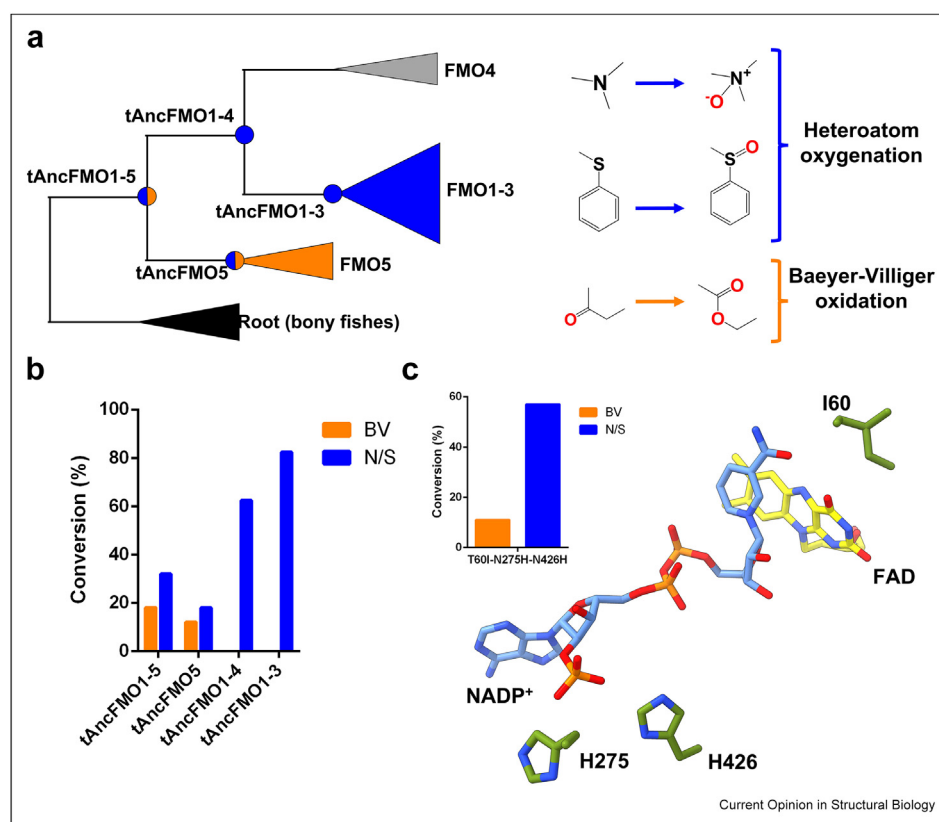 a
FMO4
tAncFMO1-4
tAncFMO1-5
tAncFMO1-3
FMO1-3
tAncFMO5
FMO5
Root (bony fishes)
N
N+
-O
Heteroatom
oxygenation
S
S
O
Baeyer-Villiger
oxidation
O
O
O
b
Conversion (%)
100
80
60
40
20
0
BV
N/S
tAncFMO1-5
tAncFMO5
tAncFMO1-4
tAncFMO1-3
c
Conversion (%)
60
40
20
0
BV
N/S
T60I-N275H-N426H
I60
FAD
NADP+
H275
H426
Current Opinion in Structural Biology